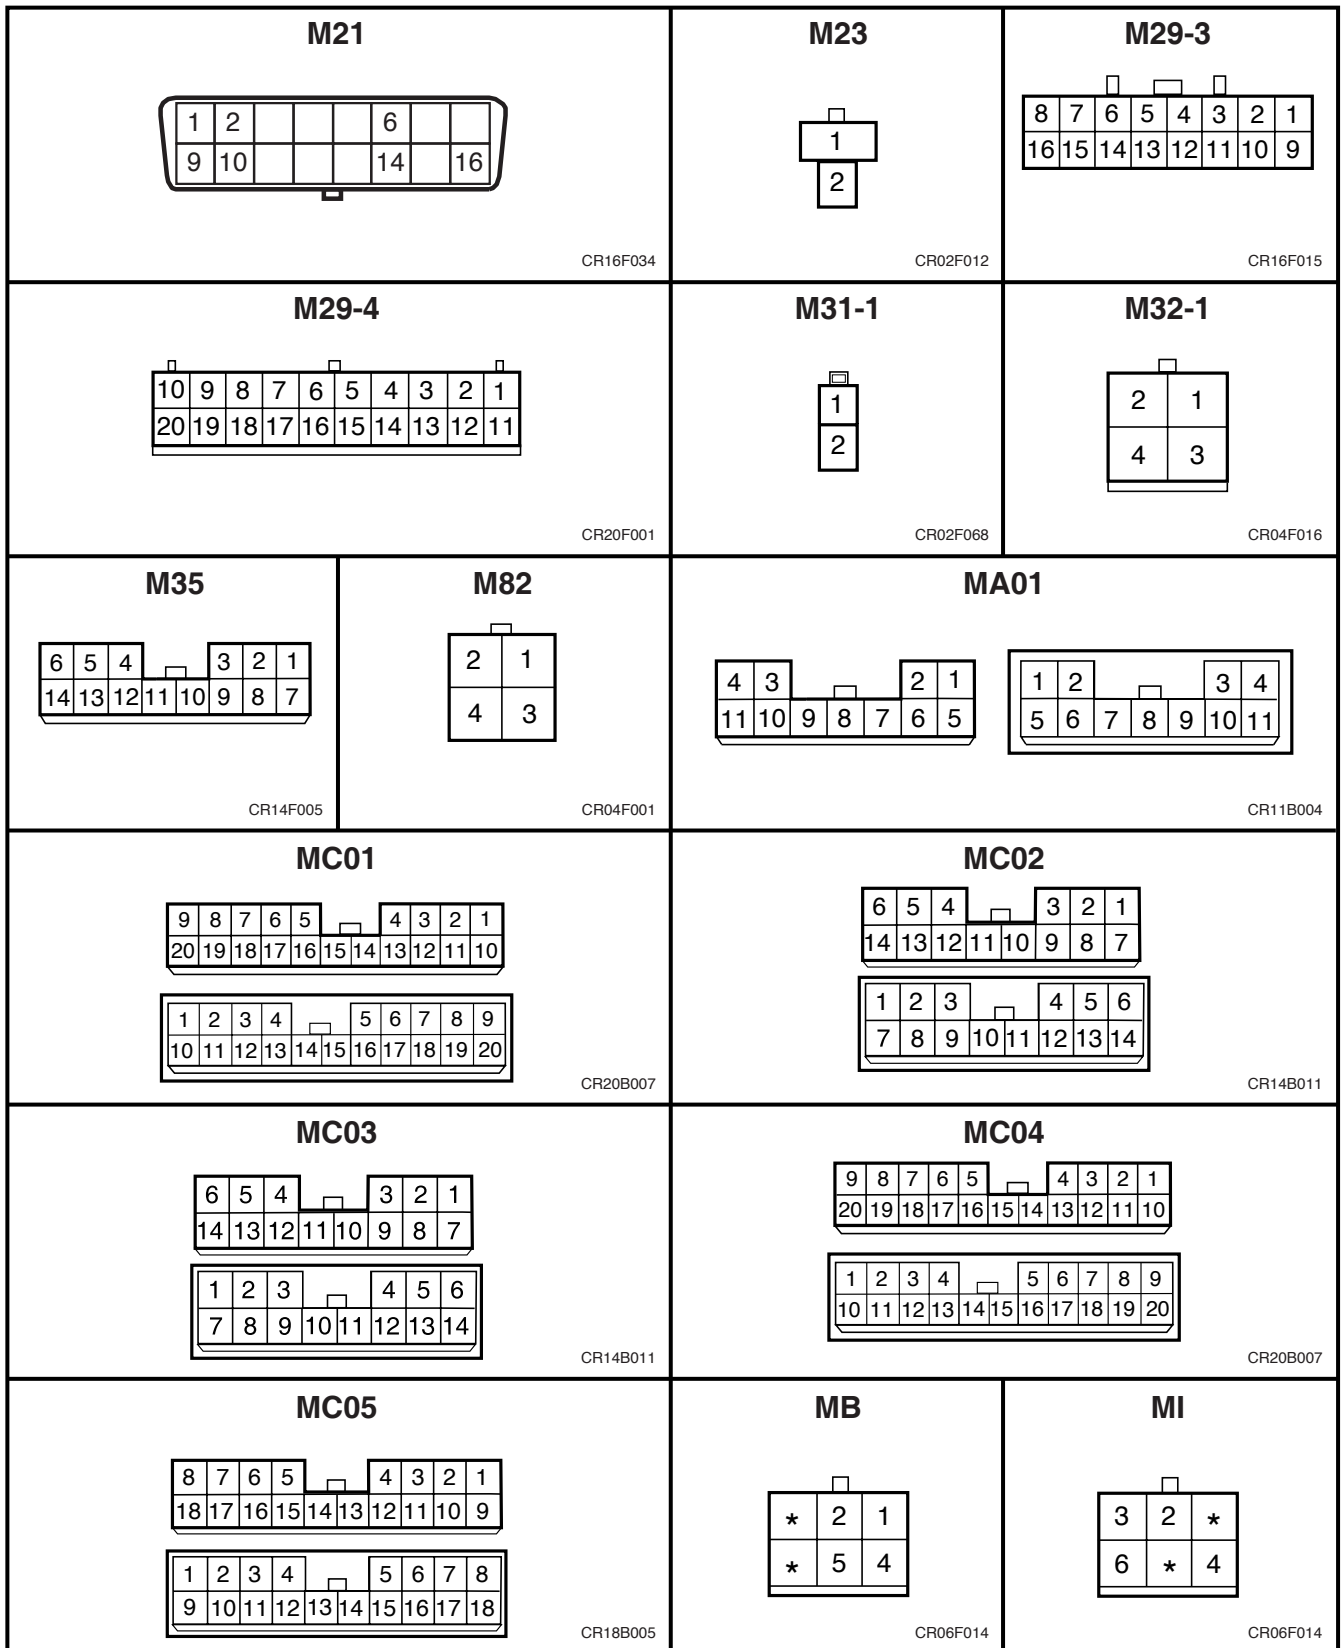 M21
1 2 6
9 10 14 16
CR16F034
M23
1
2
CR02F012
M29-3
8 7 6 5 4 3 2 1
16 15 14 13 12 11 10 9
CR16F015
M29-4
10 9 8 7 6 5 4 3 2 1
20 19 18 17 16 15 14 13 12 11
CR20F001
M31-1
1
2
CR02F068
M32-1
2 1
4 3
CR04F016
M35
6 5 4 3 2 1
14 13 12 11 10 9 8 7
CR14F005
M82
2 1
4 3
CR04F001
MA01
4 3 2 1
11 10 9 8 7 6 5
1 2 3 4
5 6 7 8 9 10 11
CR11B004
MC01
9 8 7 6 5 4 3 2 1
20 19 18 17 16 15 14 13 12 11 10
1 2 3 4 5 6 7 8 9
10 11 12 13 14 15 16 17 18 19 20
CR20B007
MC02
6 5 4 3 2 1
14 13 12 11 10 9 8 7
1 2 3 4 5 6
7 8 9 10 11 12 13 14
CR14B011
MC03
6 5 4 3 2 1
14 13 12 11 10 9 8 7
1 2 3 4 5 6
7 8 9 10 11 12 13 14
CR14B011
MC04
9 8 7 6 5 4 3 2 1
20 19 18 17 16 15 14 13 12 11 10
1 2 3 4 5 6 7 8 9
10 11 12 13 14 15 16 17 18 19 20
CR20B007
MC05
8 7 6 5 4 3 2 1
18 17 16 15 14 13 12 11 10 9
1 2 3 4 5 6 7 8
9 10 11 12 13 14 15 16 17 18
CR18B005
MB
* 2 1
* 5 4
CR06F014
MI
3 2 *
6 * 4
CR06F014